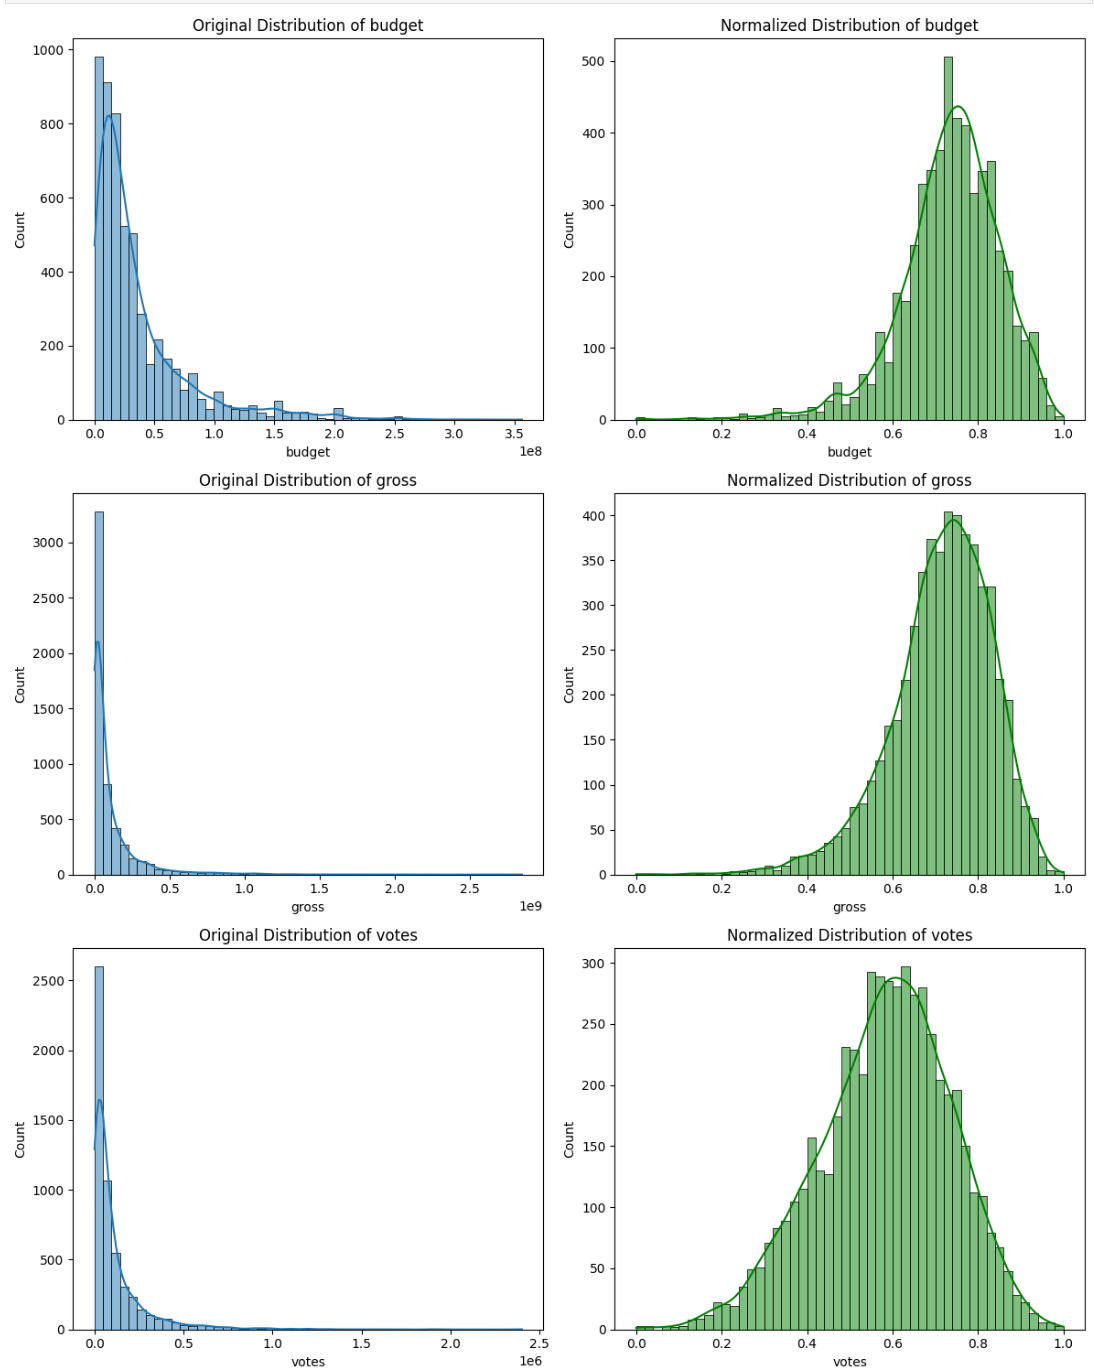 Original Distribution of budget
1000
800
600
400
200
0
Count
0.0 0.5 1.0 1.5 2.0 2.5 3.0 3.5
1e8
budget
Normalized Distribution of budget
500
400
300
200
100
0
Count
0.0 0.2 0.4 0.6 0.8 1.0
budget
Original Distribution of gross
3000
2500
2000
1500
1000
500
0
Count
0.0 0.5 1.0 1.5 2.0 2.5
1e9
gross
Normalized Distribution of gross
400
350
300
250
200
150
100
50
0
Count
0.0 0.2 0.4 0.6 0.8 1.0
gross
Original Distribution of votes
2500
2000
1500
1000
500
0
Count
0.0 0.5 1.0 1.5 2.0 2.5
1e6
votes
Normalized Distribution of votes
300
250
200
150
100
50
0
Count
0.0 0.2 0.4 0.6 0.8 1.0
votes